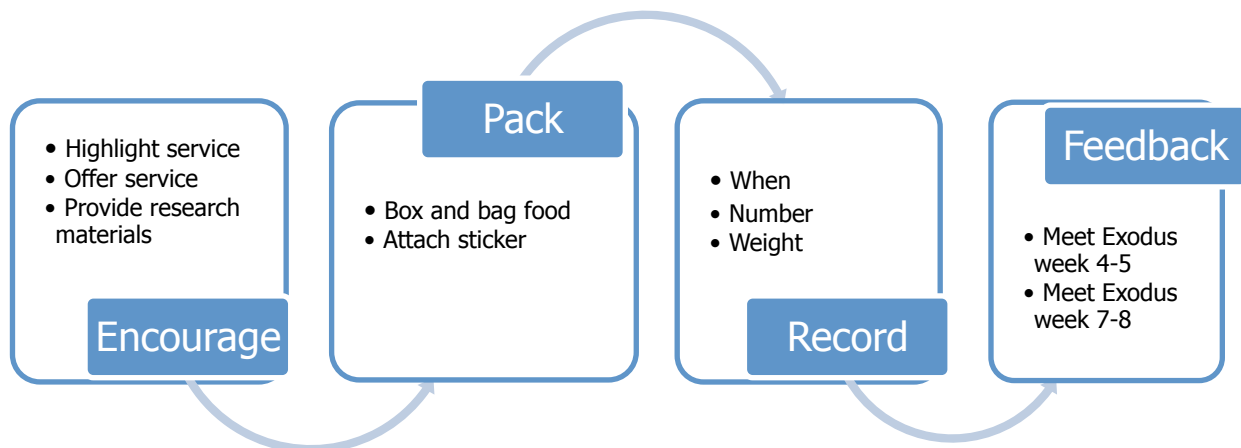 • Highlight service
• Offer service
• Provide research
materials
Encourage
Pack
• Box and bag food
• Attach sticker
• When
• Number
• Weight
Record
Feedback
• Meet Exodus
week 4-5
• Meet Exodus
week 7-8